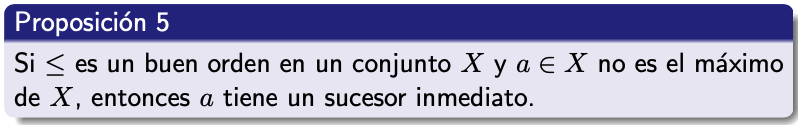 Proposición 5
Si ≤ es un buen orden en un conjunto X y a ∈ X no es el máximo
de X, entonces a tiene un sucesor inmediato.